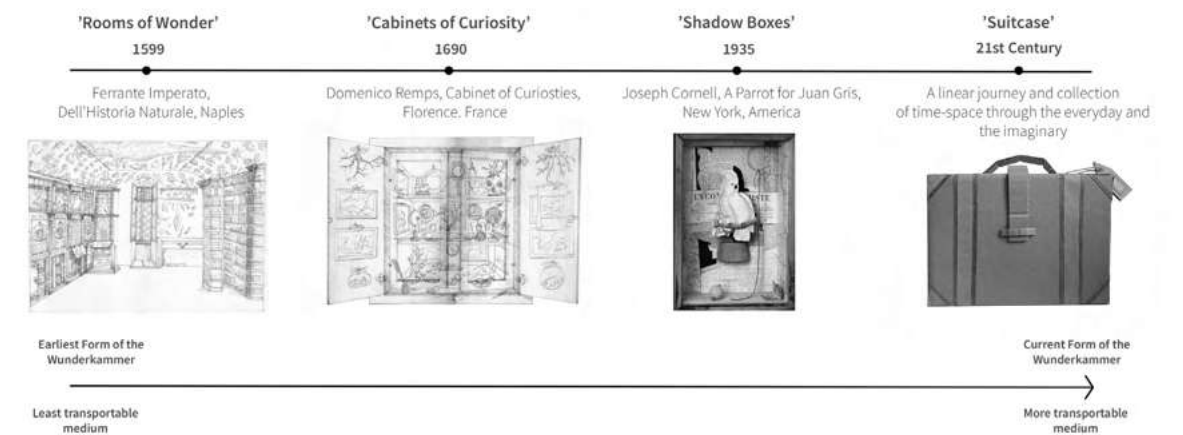 'Rooms of Wonder'
1599
Ferrante Imperato,
Dell'Historia Naturale, Naples
'Cabinets of Curiosity'
1690
Domenico Remps, Cabinet of Curiosties,
Florence. France
'Shadow Boxes'
1935
Joseph Cornell, A Parrot for Juan Gris,
New York, America
'Suitcase'
21st Century
A linear journey and collection
of time-space through the everyday and
the imaginary
Earliest Form of the
Wunderkammer
Current Form of the
Wunderkammer
Least transportable
medium
More transportable
medium